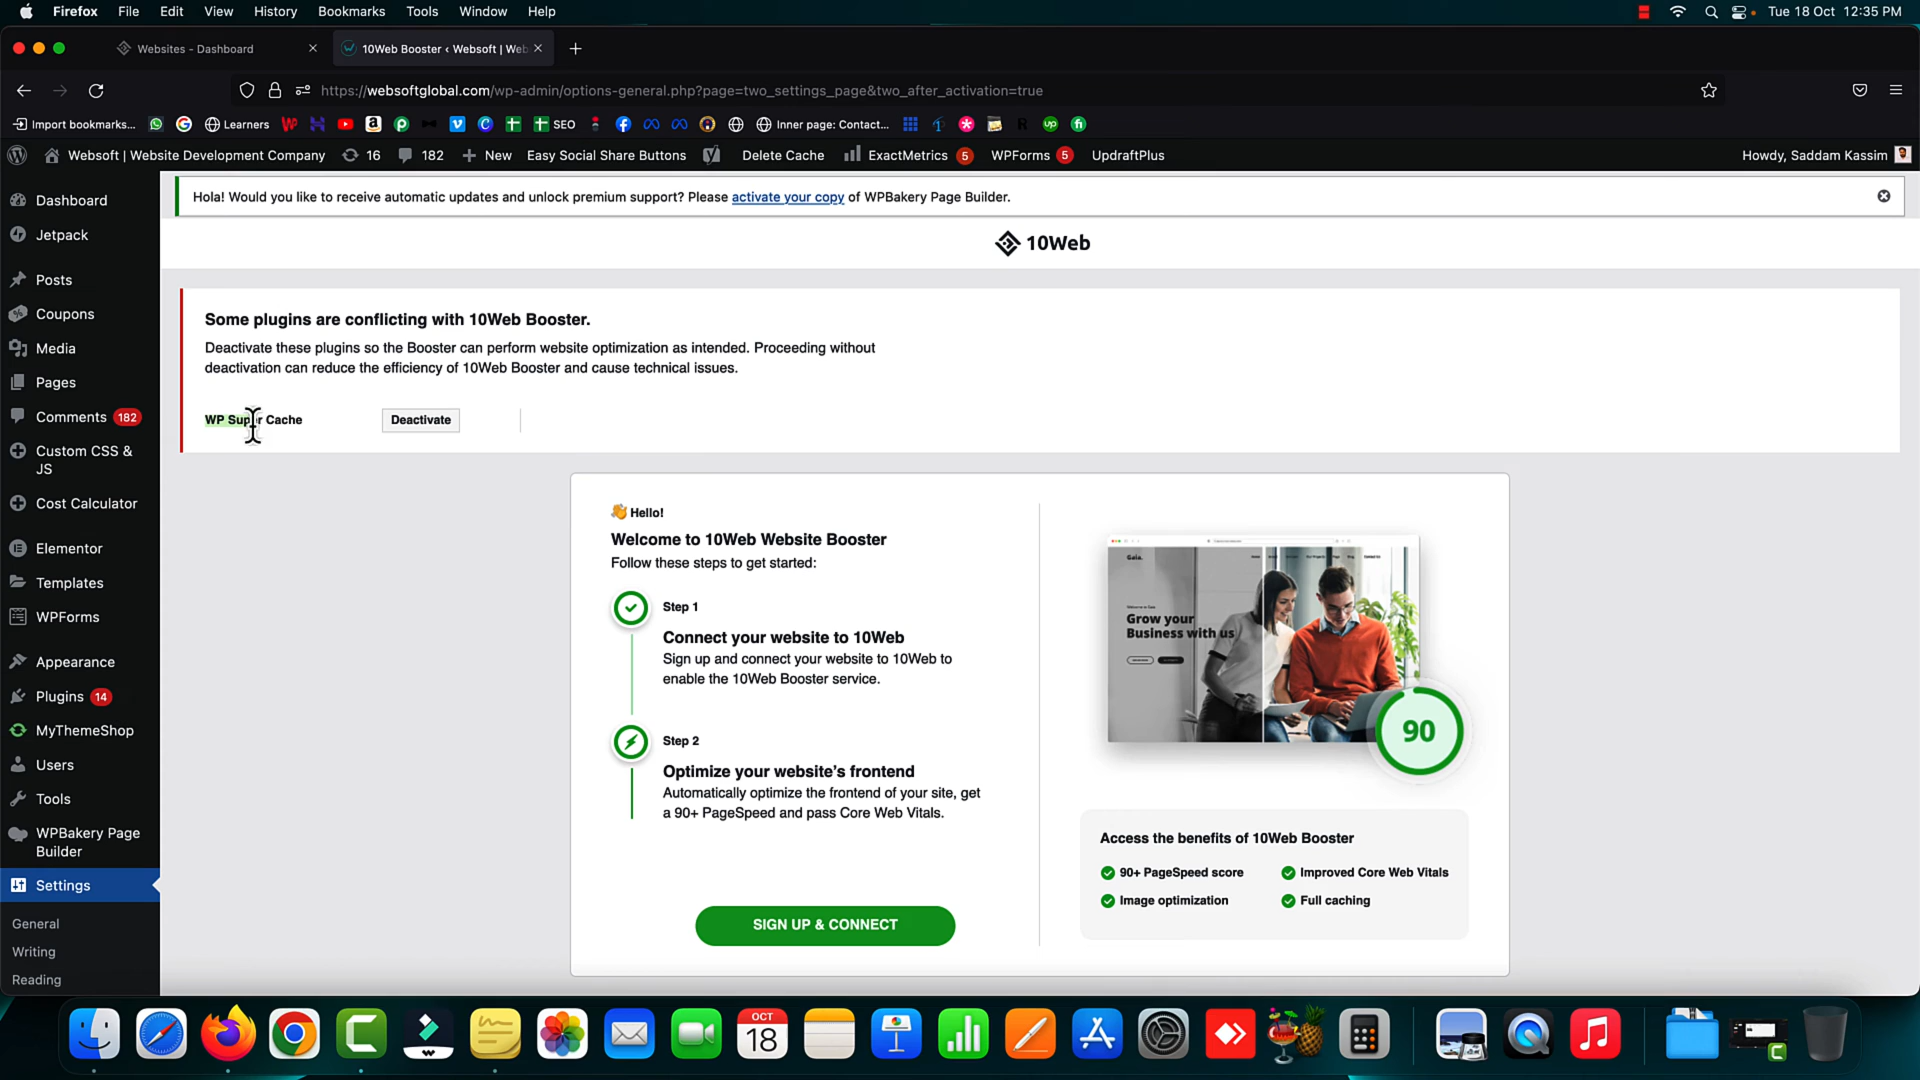 Firefox File Edit View History Bookmarks Tools Window Help
Tue 18 Oct 12:35 PM
Websites - Dashboard
10Web Booster ‹ Websoft | Web
https://websoftglobal.com/wp-admin/options-general.php?page=two_settings_page&two_after_activation=true
Import bookmarks... Learners SEO Inner page: Contact...
Websoft | Website Development Company 16 182 New Easy Social Share Buttons Delete Cache ExactMetrics 5 WPForms 5 UpdraftPlus
Howdy, Saddam Kassim
Dashboard
Jetpack
Posts
Coupons
Media
Pages
Comments 182
Custom CSS &
JS
Cost Calculator
Elementor
Templates
WPForms
Appearance
Plugins 14
MyThemeShop
Users
Tools
WPBakery Page
Builder
Settings
General
Writing
Reading
Hola! Would you like to receive automatic updates and unlock premium support? Please activate your copy of WPBakery Page Builder.
10Web
Some plugins are conflicting with 10Web Booster.
Deactivate these plugins so the Booster can perform website optimization as intended. Proceeding without
deactivation can reduce the efficiency of 10Web Booster and cause technical issues.
WP Super Cache
Deactivate
Hello!
Welcome to 10Web Website Booster
Follow these steps to get started:
Step 1
Connect your website to 10Web
Sign up and connect your website to 10Web to
enable the 10Web Booster service.
Step 2
Optimize your website's frontend
Automatically optimize the frontend of your site, get
a 90+ PageSpeed and pass Core Web Vitals.
SIGN UP & CONNECT
Gaia.
Grow your
Business with us
90
Access the benefits of 10Web Booster
90+ PageSpeed score
Improved Core Web Vitals
Image optimization
Full caching
OCT
18